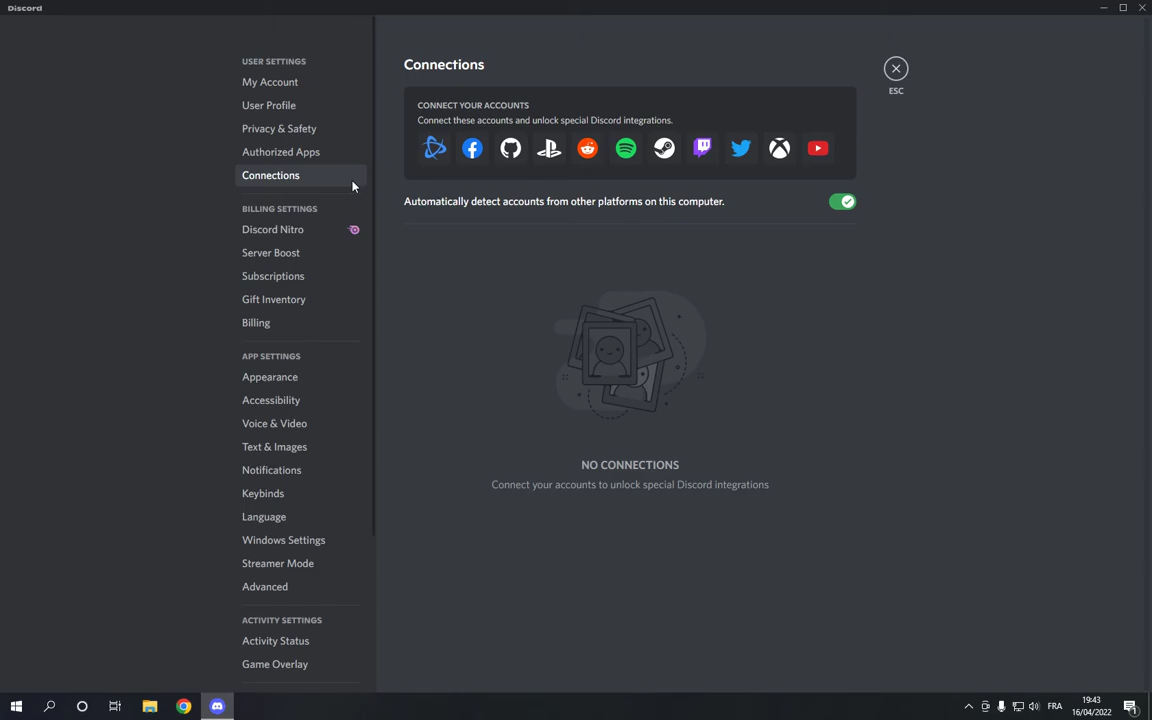 Discord
USER SETTINGS
My Account
User Profile
Privacy & Safety
Authorized Apps
Connections
BILLING SETTINGS
Discord Nitro
Server Boost
Subscriptions
Gift Inventory
Billing
APP SETTINGS
Appearance
Accessibility
Voice & Video
Text & Images
Notifications
Keybinds
Language
Windows Settings
Streamer Mode
Advanced
ACTIVITY SETTINGS
Activity Status
Game Overlay
Connections
ESC
CONNECT YOUR ACCOUNTS
Connect these accounts and unlock special Discord integrations.
Automatically detect accounts from other platforms on this computer.
NO CONNECTIONS
Connect your accounts to unlock special Discord integrations
FRA
19:43
16/04/2022
1